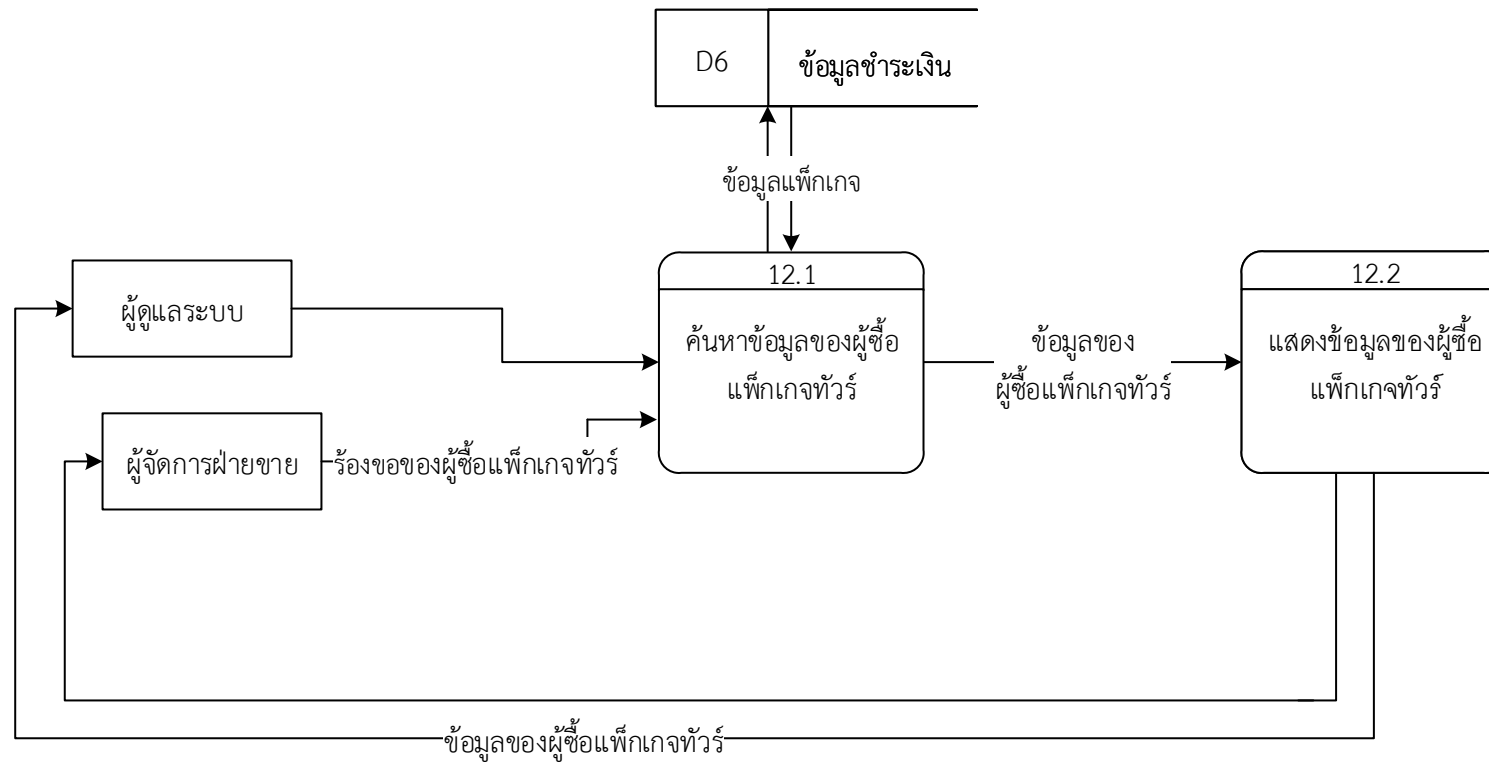 D6
ข้อมูลชำระเงิน
ข้อมูลแพ็กเกจ
12.1
ค้นหาข้อมูลของผู้ซื้อ
แพ็กเกจทัวร์
12.2
แสดงข้อมูลของผู้ซื้อ
แพ็กเกจทัวร์
ผู้ดูแลระบบ
ข้อมูลของ
ผู้ซื้อแพ็กเกจทัวร์
ผู้จัดการฝ่ายขาย
ร้องขอของผู้ซื้อแพ็กเกจทัวร์
ข้อมูลของผู้ซื้อแพ็กเกจทัวร์